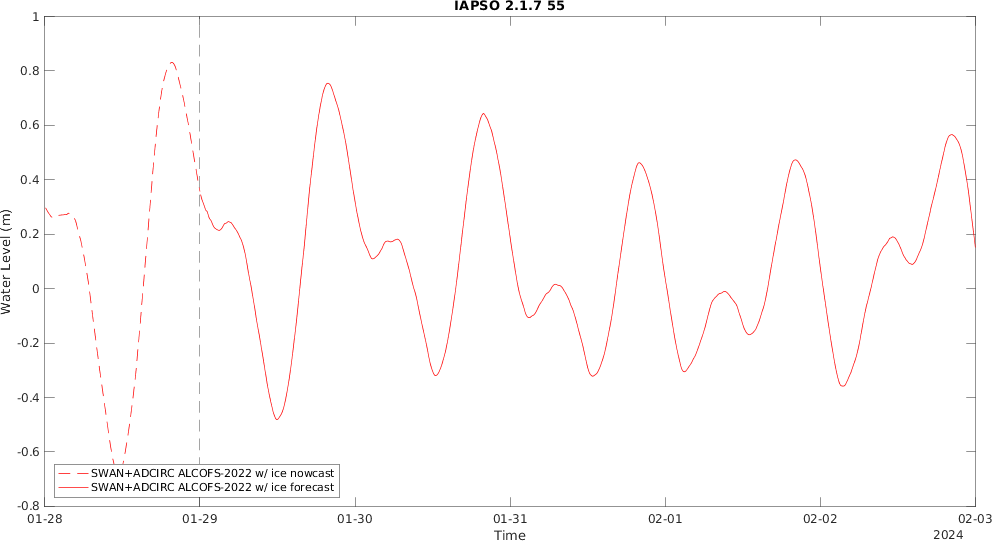 IAPSO 2.1.7 55
1
0.8
0.6
0.4
0.2
0
-0.2
-0.4
-0.6
-0.8
Water Level (m)
SWAN+ADCIRC ALCOFS-2022 w/ ice nowcast
SWAN+ADCIRC ALCOFS-2022 w/ ice forecast
01-28 01-29 01-30 01-31 02-01 02-02 02-03
Time
2024